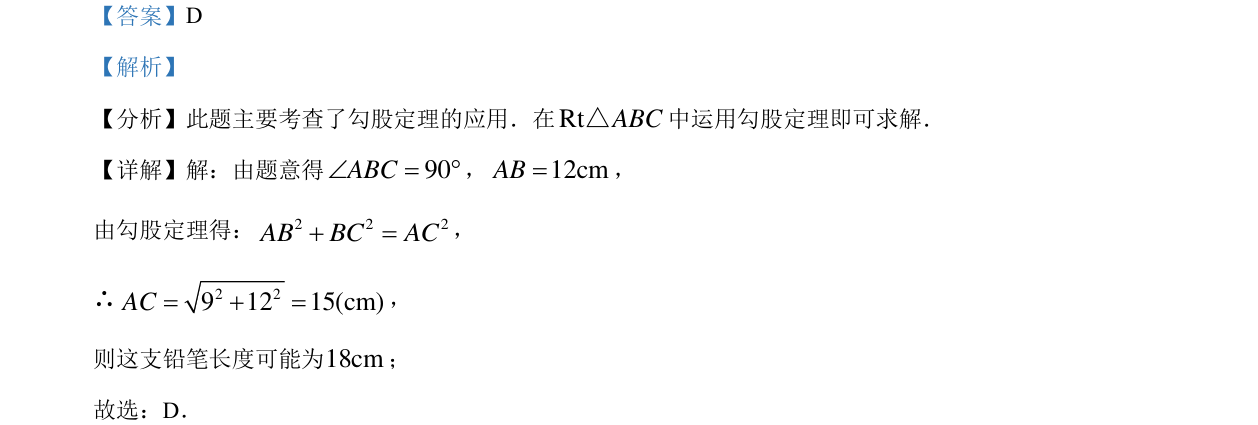 【答案】D
【解析】
【分析】此题主要考查了勾股定理的应用．在Rt△ABC中运用勾股定理即可求解．
【详解】解：由题意得∠ABC = 90°，AB = 12cm，
由勾股定理得：AB² + BC² = AC²，
∴ AC = √(9² + 12²) = 15(cm)，
则这支铅笔长度可能为18cm；
故选：D．